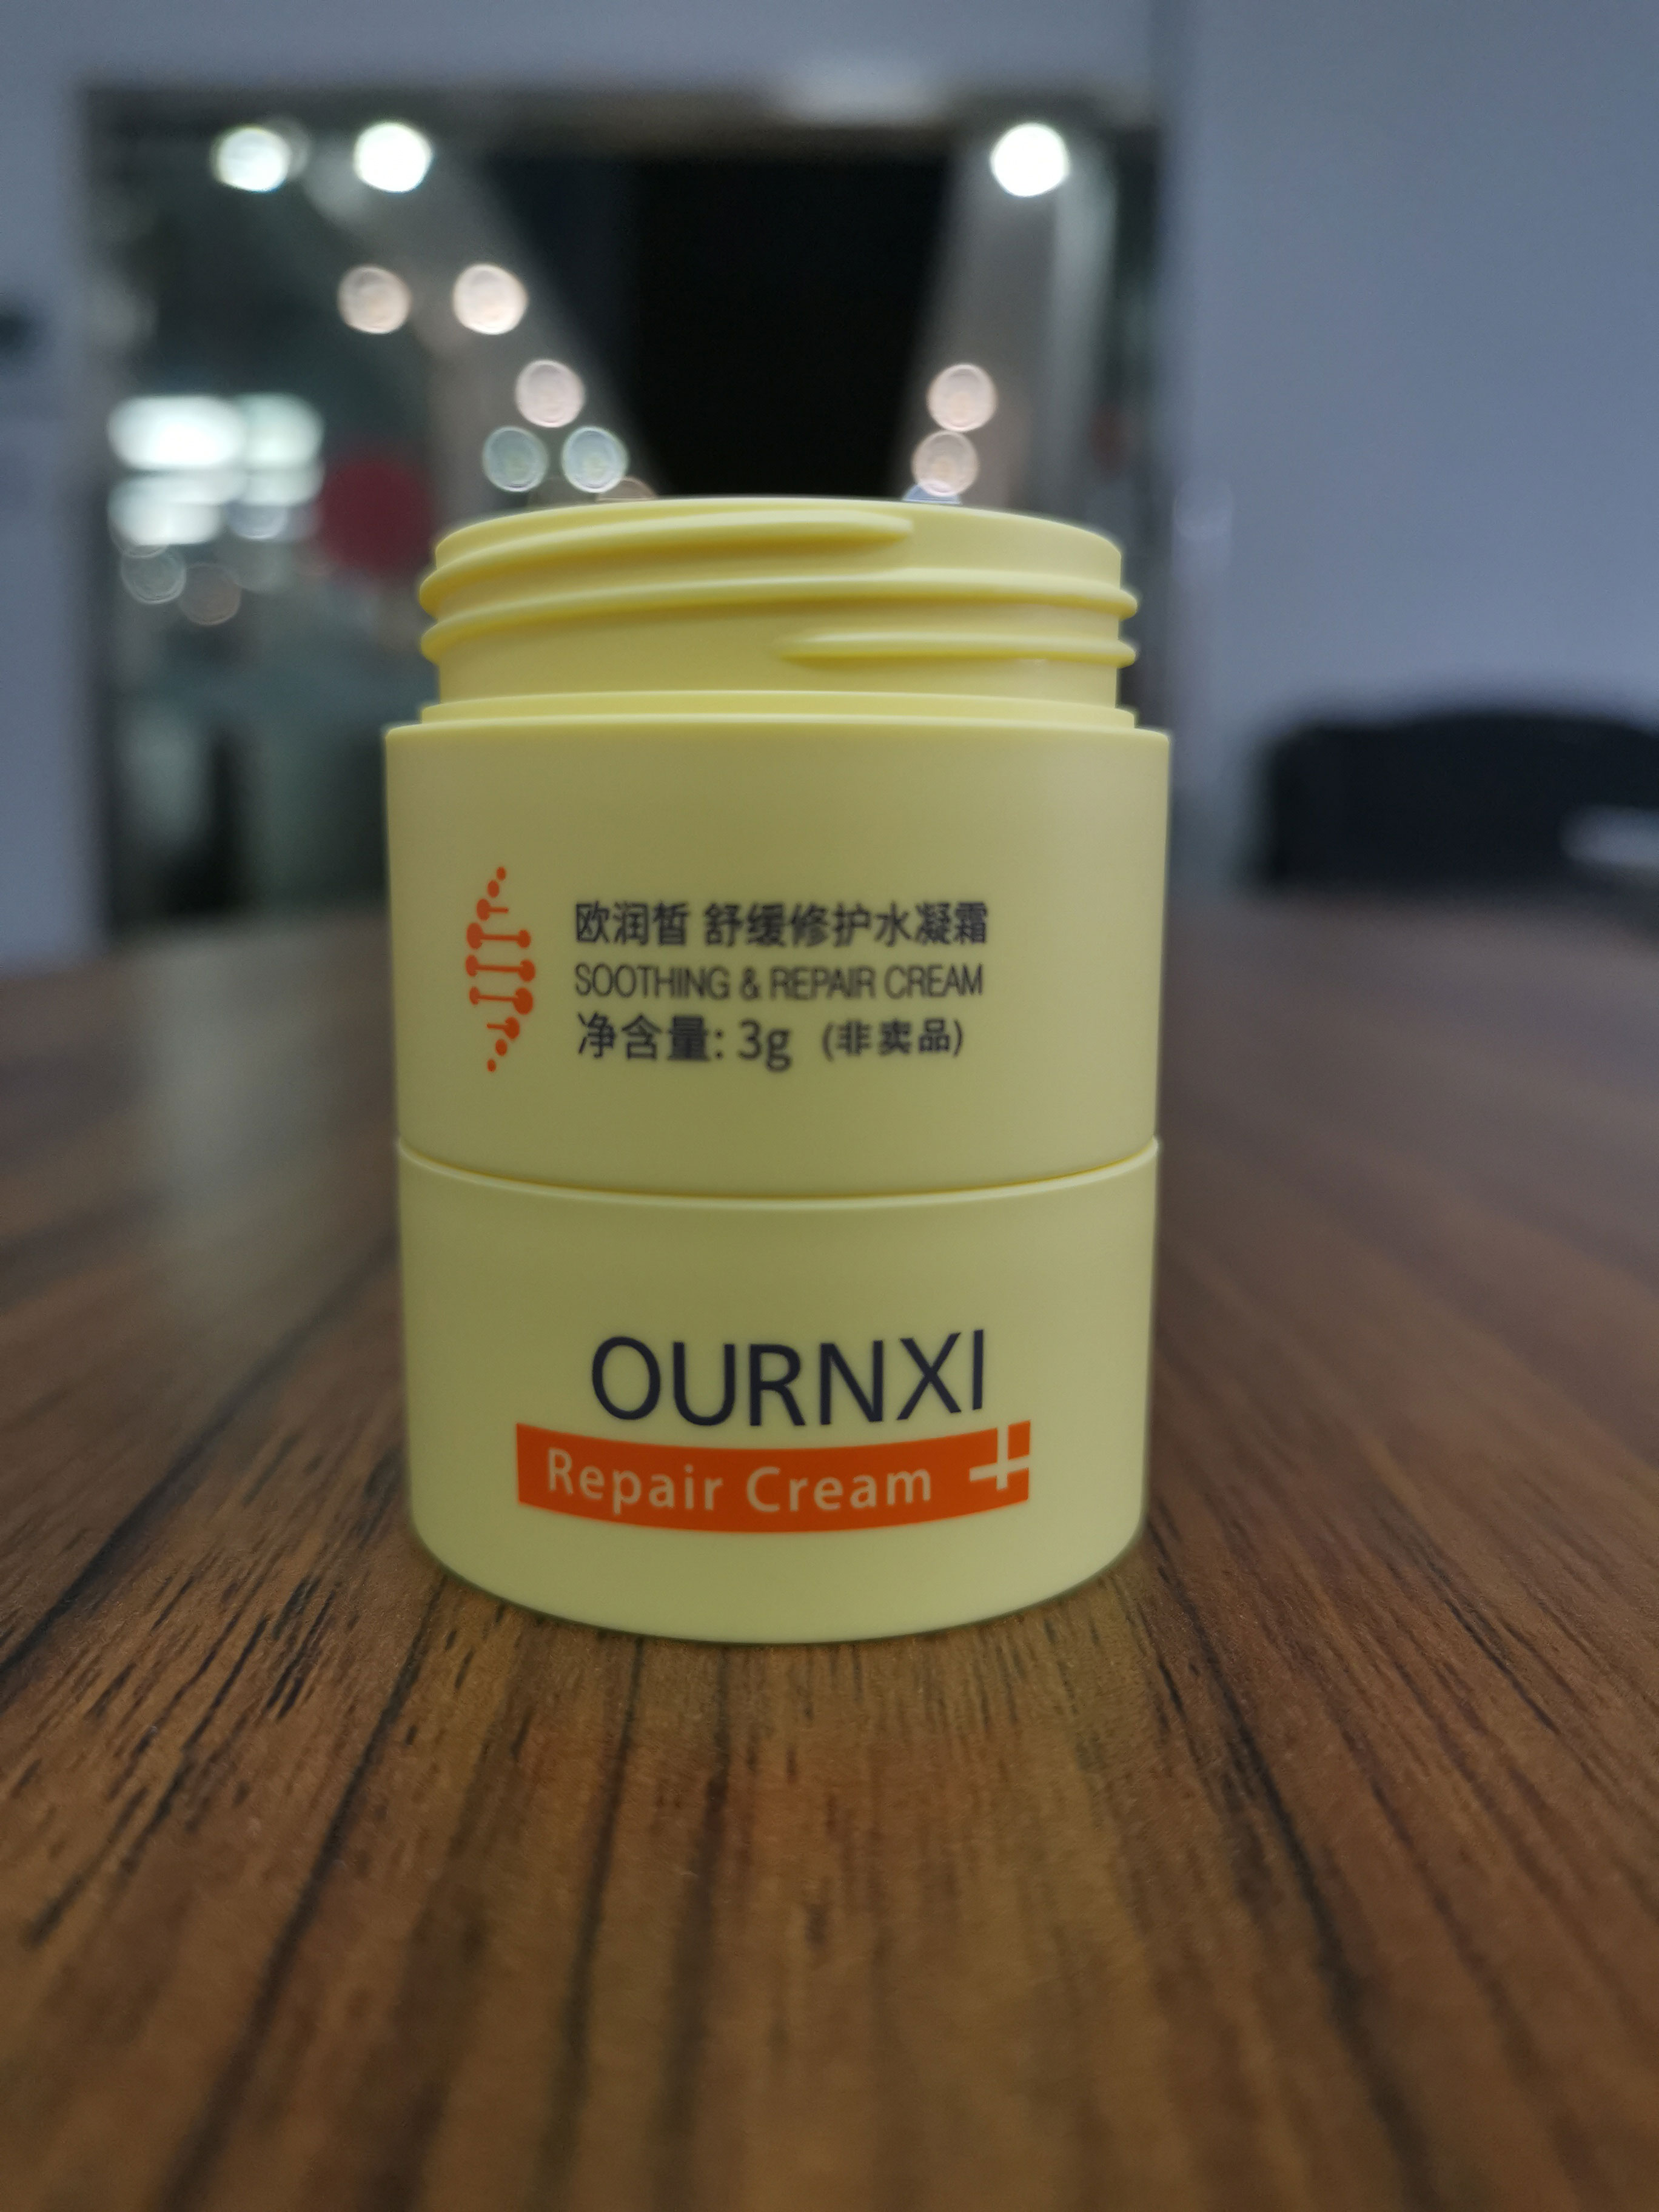 欧润皙 舒缓修护水凝霜
SOOTHING & REPAIR CREAM
净含量: 3g (非卖品)
OURNXI
Repair Cream